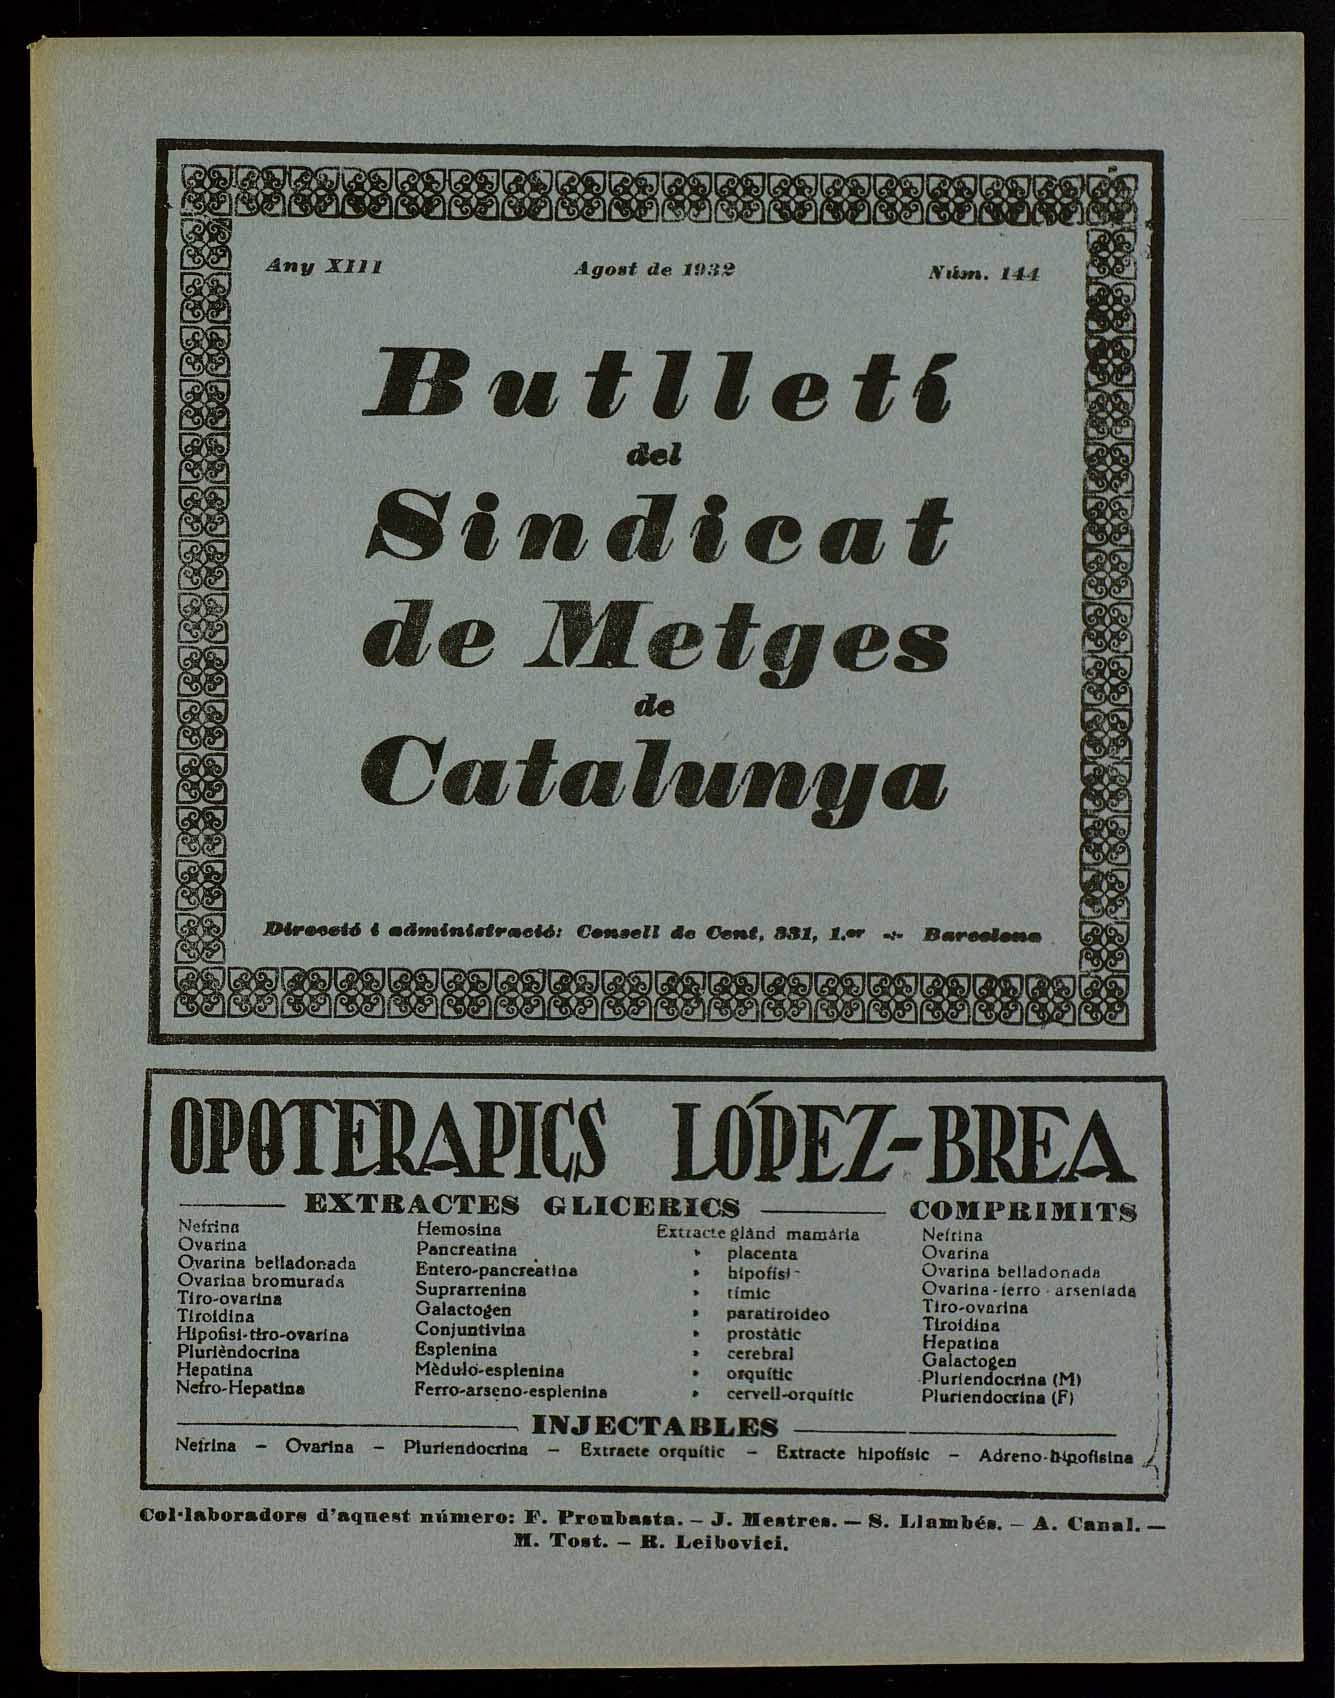 Any XIII Agost de 1932 Núm. 144
Butlletí
del
Sindicat
de Metges
de
Catalunya
Direcció i administració: Consell de Cent, 331, 1.er -:- Barcelona
OPOTERAPICS LÓPEZ-BREA
EXTRACTES GLICERICS
Nefrina
Ovarina
Ovarina belladonada
Ovarina bromurada
Tiro-ovarina
Tiroidina
Hipofisi-tiro-ovarina
Plurièndocrina
Hepatina
Nefro-Hepatina
Hemosina
Pancreatina
Entero-pancreàtina
Suprarrenina
Galactogen
Conjuntivina
Esplenina
Mèdulo-esplenina
Ferro-arseno-esplenina
Extracte glànd mamària
» placenta
» hipofísi
» tímic
» paratiroideo
» prostàtic
» cerebral
» orquític
» cervell-orquític
COMPRIMITS
Nefrina
Ovarina
Ovarina belladonada
Ovarina-ferro-arseniada
Tiro-ovarina
Tiroidina
Hepatina
Galactogen
Pluriendocrina (M)
Pluriendocrina (F)
INJECTABLES
Nefrina – Ovarina – Pluriendocrina – Extracte orquític – Extracte hipofísic – Adreno-hipofisina
Col·laboradors d'aquest número: F. Proubasta. – J. Mestres. – S. Llambés. – A. Canal. –
M. Tost. – R. Leibovici.